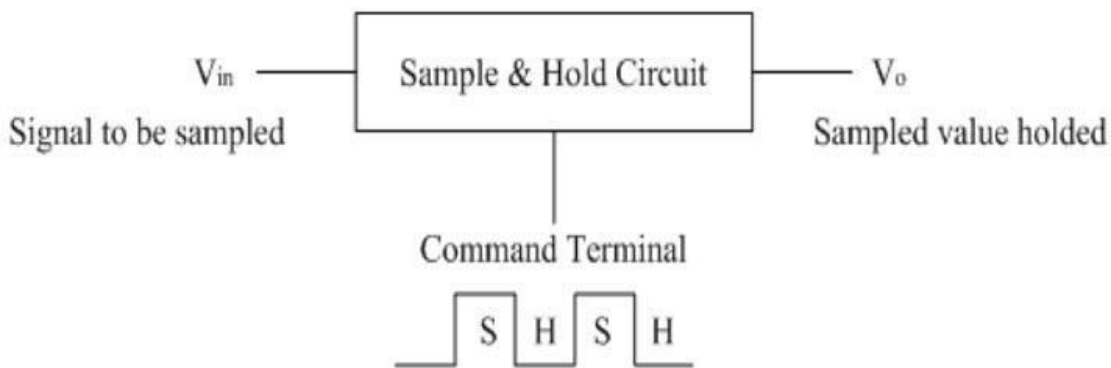 Vin
Sample & Hold Circuit
Vo
Signal to be sampled
Sampled value holded
Command Terminal
S H S H